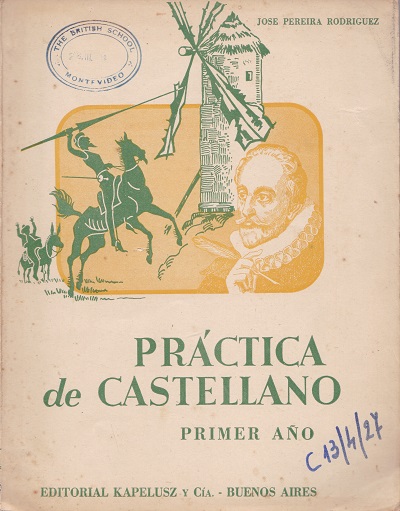 JOSE PEREIRA RODRIGUEZ
THE BRITISH SCHOOL
MONTEVIDEO
PRÁCTICA
de CASTELLANO
PRIMER AÑO
C 13/4/27
EDITORIAL KAPELUSZ Y CÍA. - BUENOS AIRES